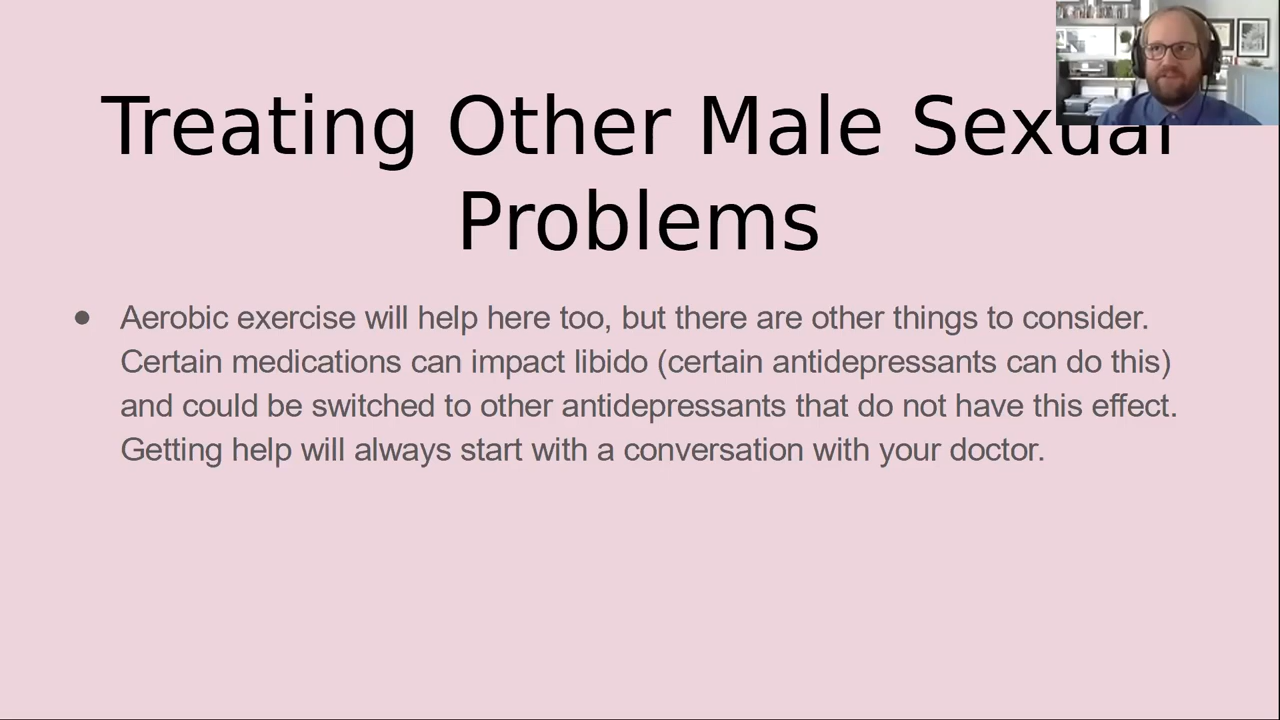 Treating Other Male Sexual
Problems
● Aerobic exercise will help here too, but there are other things to consider.
Certain medications can impact libido (certain antidepressants can do this)
and could be switched to other antidepressants that do not have this effect.
Getting help will always start with a conversation with your doctor.